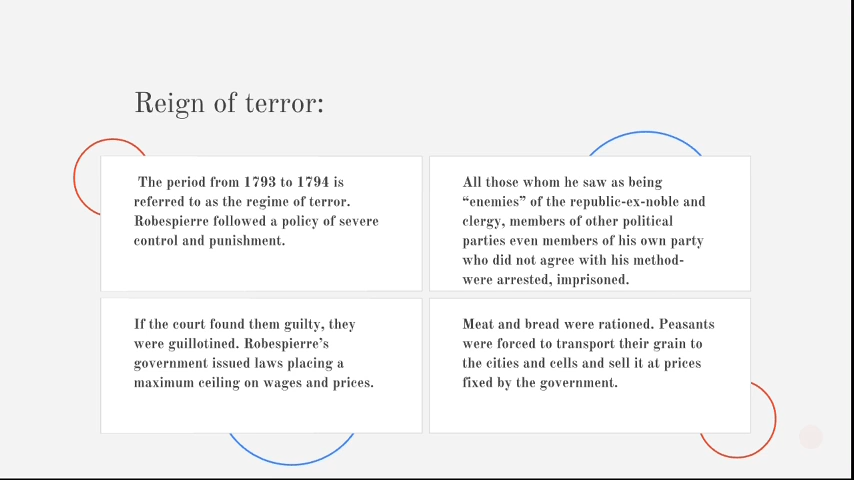 Reign of terror:
The period from 1793 to 1794 is
referred to as the regime of terror.
Robespierre followed a policy of severe
control and punishment.
All those whom he saw as being
“enemies” of the republic-ex-noble and
clergy, members of other political
parties even members of his own party
who did not agree with his method-
were arrested, imprisoned.
If the court found them guilty, they
were guillotined. Robespierre’s
government issued laws placing a
maximum ceiling on wages and prices.
Meat and bread were rationed. Peasants
were forced to transport their grain to
the cities and cells and sell it at prices
fixed by the government.